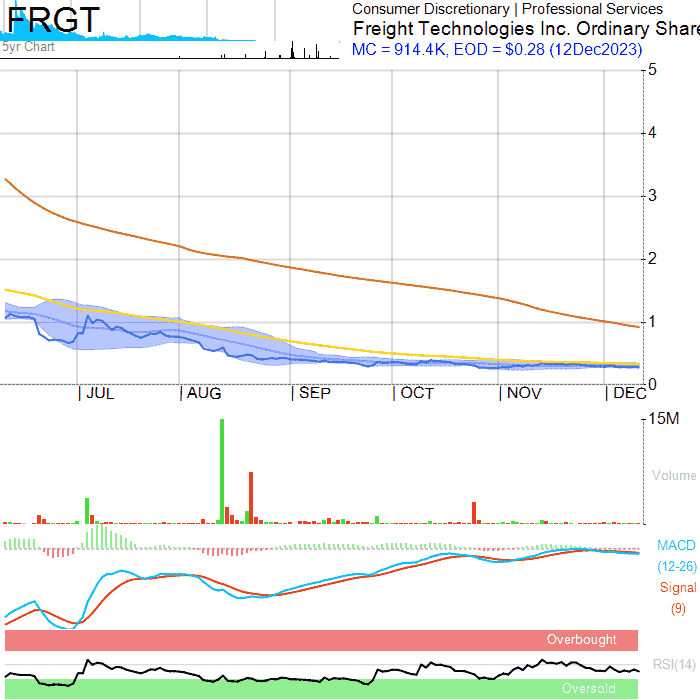 FRGT
5yr Chart
Consumer Discretionary | Professional Services
Freight Technologies Inc. Ordinary Share
MC = 914.4K, EOD = $0.28 (12Dec2023)
5
4
3
2
1
0
JUL AUG SEP OCT NOV DEC
15M
Volume
MACD
(12-26)
Signal
(9)
Overbought
RSI(14)
Oversold